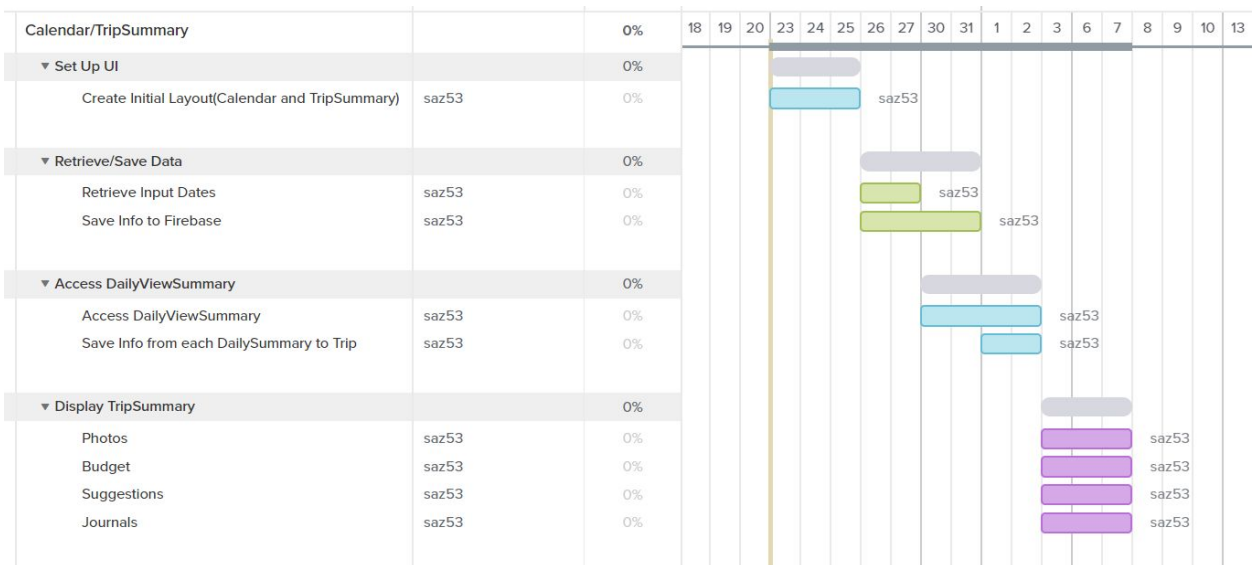 Calendar/TripSummary 0% 18 19 20 23 24 25 26 27 30 31 1 2 3 6 7 8 9 10 13
Set Up UI 0%
Create Initial Layout(Calendar and TripSummary) saz53 0% saz53
Retrieve/Save Data 0%
Retrieve Input Dates saz53 0% saz53
Save Info to Firebase saz53 0% saz53
Access DailyViewSummary 0%
Access DailyViewSummary saz53 0% saz53
Save Info from each DailySummary to Trip saz53 0% saz53
Display TripSummary 0%
Photos saz53 0% saz53
Budget saz53 0% saz53
Suggestions saz53 0% saz53
Journals saz53 0% saz53